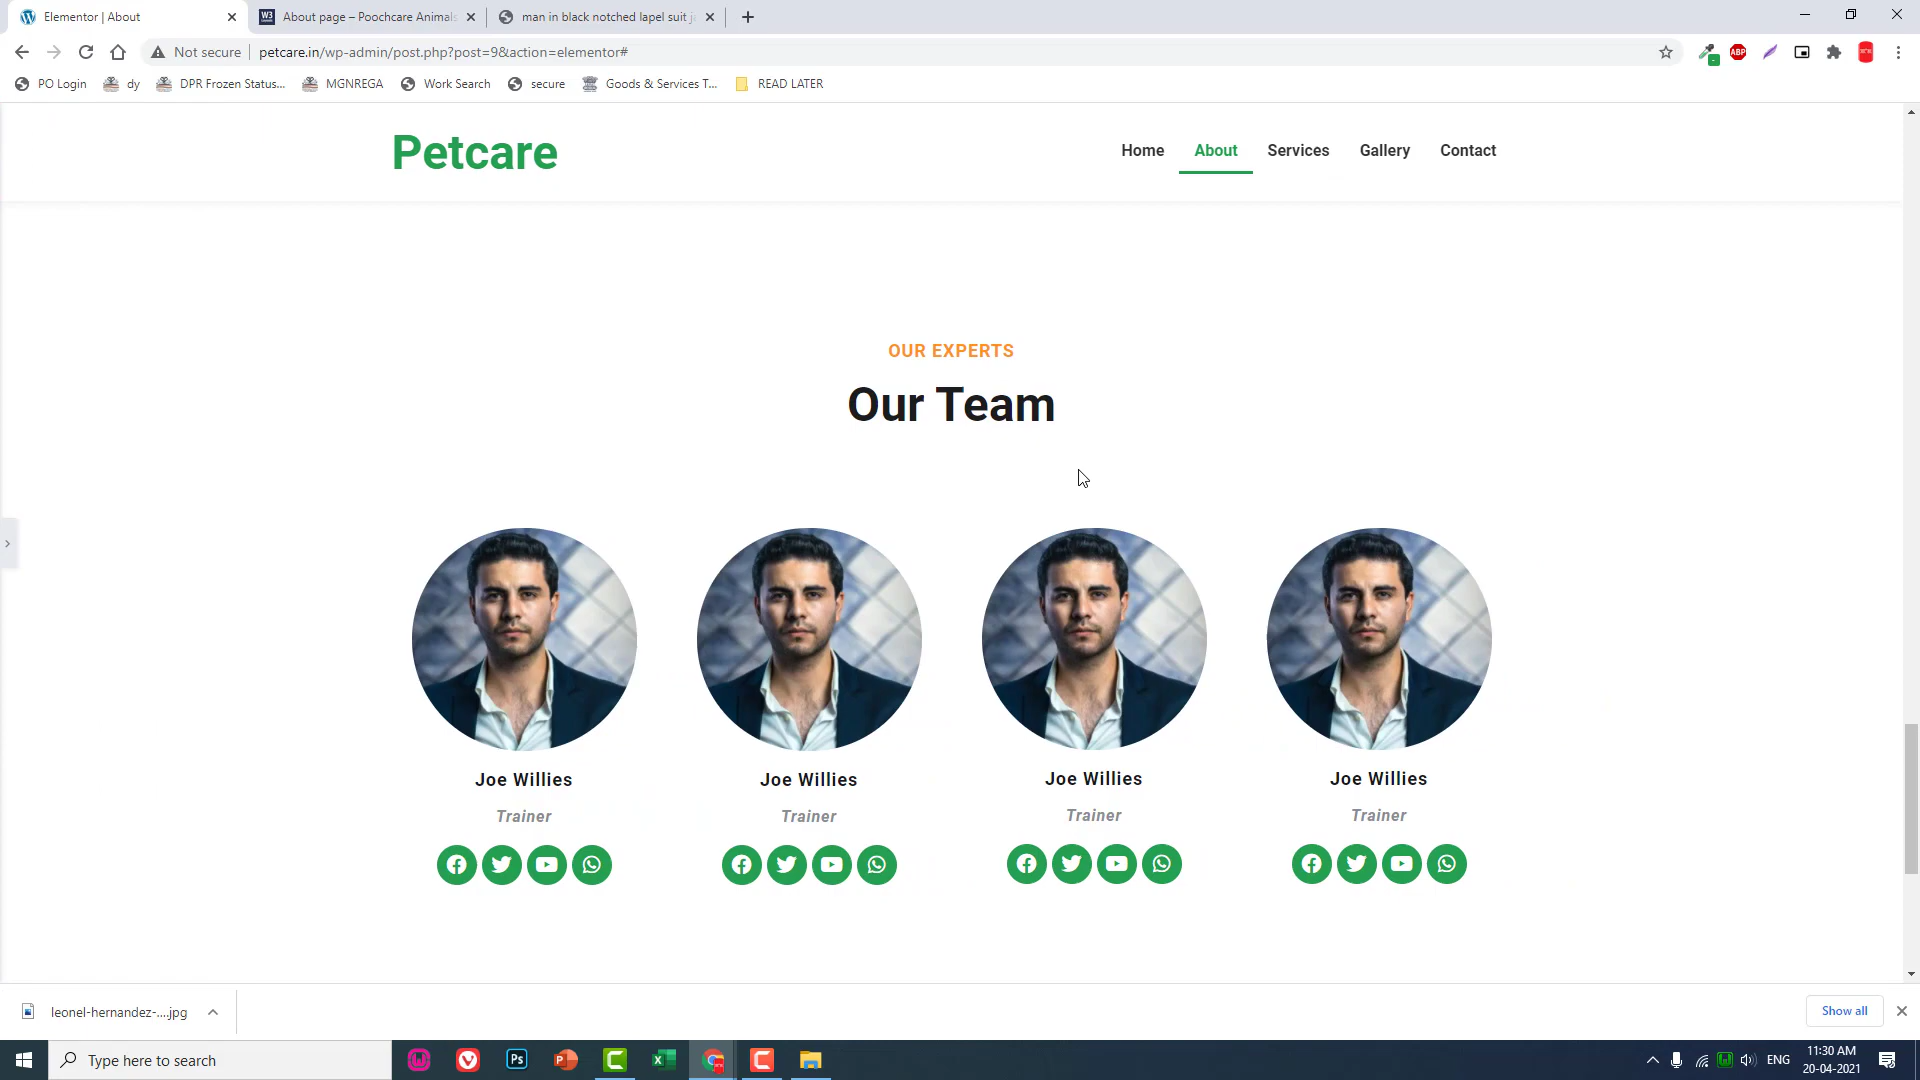 Elementor | About
About page – Poochcare Animals
man in black notched lapel suit ja
Not secure
petcare.in/wp-admin/post.php?post=9&action=elementor#
PO Login
dy
DPR Frozen Status...
MGNREGA
Work Search
secure
Goods & Services T...
READ LATER
Petcare
Home
About
Services
Gallery
Contact
OUR EXPERTS
Our Team
Joe Willies
Joe Willies
Joe Willies
Joe Willies
Trainer
Trainer
Trainer
Trainer
leonel-hernandez-....jpg
Show all
Type here to search
ENG
11:30 AM
20-04-2021